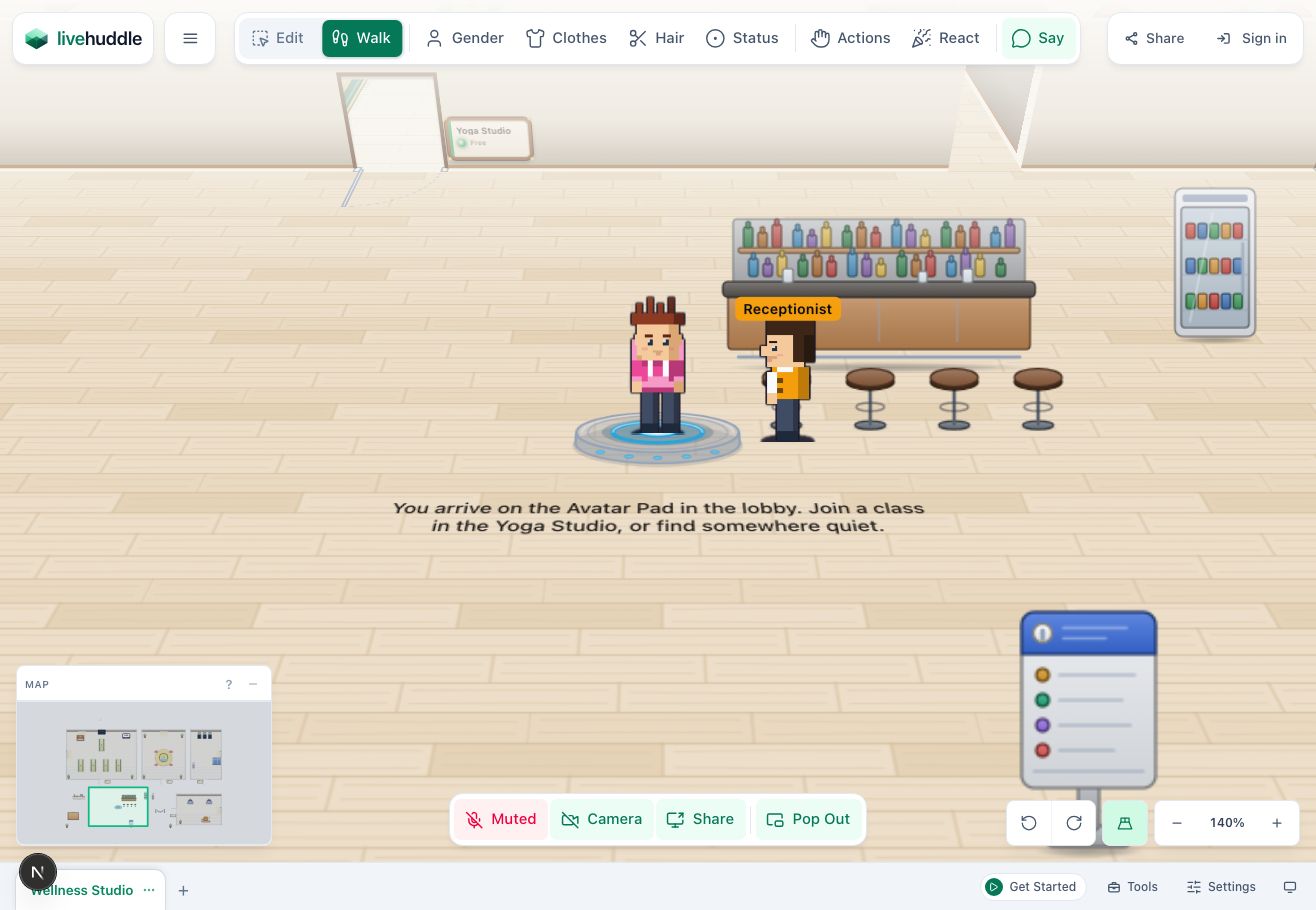 livehuddle
Edit
Walk
Gender
Clothes
Hair
Status
Actions
React
Say
Share
Sign in
Yoga Studio
Free
Receptionist
You arrive on the Avatar Pad in the lobby. Join a class
in the Yoga Studio, or find somewhere quiet.
MAP
?
Muted
Camera
Share
Pop Out
140%
N
Wellness Studio
Get Started
Tools
Settings